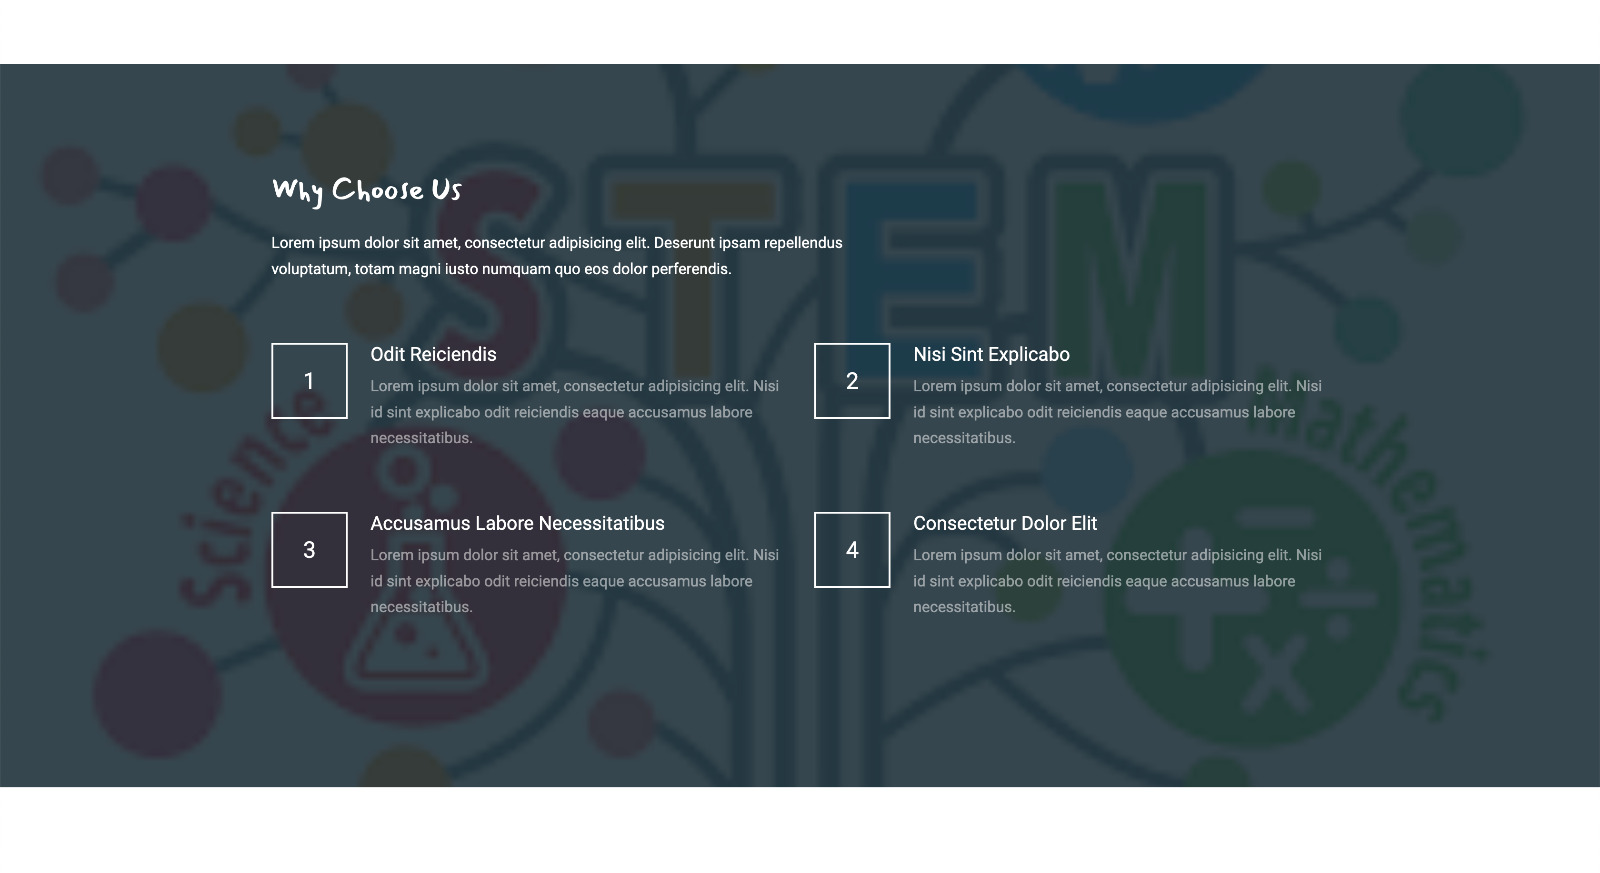 STEM
Why Choose Us
Lorem ipsum dolor sit amet, consectetur adipisicing elit. Deserunt ipsam repellendus
voluptatum, totam magni iusto numquam quo eos dolor perferendis.
1
Odit Reiciendis
Lorem ipsum dolor sit amet, consectetur adipisicing elit. Nisi
id sint explicabo odit reiciendis eaque accusamus labore
necessitatibus.
2
Nisi Sint Explicabo
Lorem ipsum dolor sit amet, consectetur adipisicing elit. Nisi
id sint explicabo odit reiciendis eaque accusamus labore
necessitatibus.
Science
Mathematics
3
Accusamus Labore Necessitatibus
Lorem ipsum dolor sit amet, consectetur adipisicing elit. Nisi
id sint explicabo odit reiciendis eaque accusamus labore
necessitatibus.
4
Consectetur Dolor Elit
Lorem ipsum dolor sit amet, consectetur adipisicing elit. Nisi
id sint explicabo odit reiciendis eaque accusamus labore
necessitatibus.